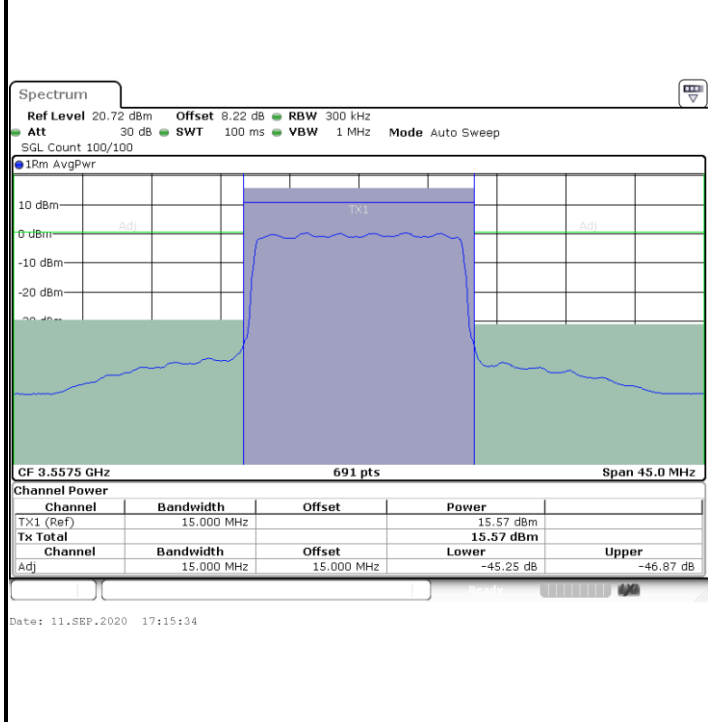 Spectrum
Ref Level 20.72 dBm Offset 8.22 dB RBW 300 kHz
Att 30 dB SWT 100 ms VBW 1 MHz Mode Auto Sweep
SGL Count 100/100
1Rm AvgPwr
10 dBm
TX1
Adj Adj
0 dBm
-10 dBm
-20 dBm
-30 dBm
CF 3.5575 GHz 691 pts Span 45.0 MHz
Channel Power
Channel Bandwidth Offset Power
TX1 (Ref) 15.000 MHz 15.57 dBm
Tx Total 15.57 dBm
Channel Bandwidth Offset Lower Upper
Adj 15.000 MHz 15.000 MHz -45.25 dB -46.87 dB
Ready
Date: 11.SEP.2020 17:15:34